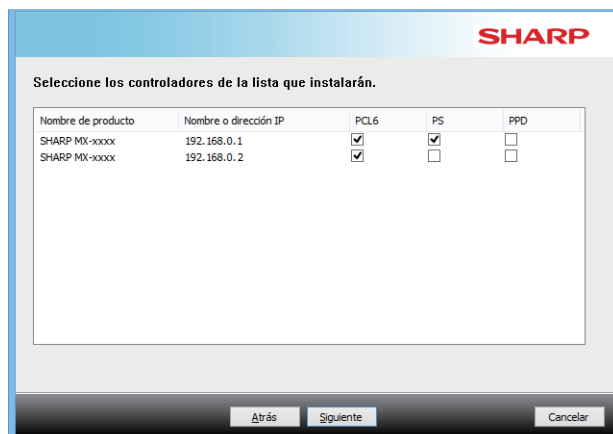 SHARP
Seleccione los controladores de la lista que instalarán.
Nombre de producto Nombre o dirección IP PCL6 PS PPD
SHARP MX-xxxx 192.168.0.1
SHARP MX-xxxx 192.168.0.2
Atrás Siguiente Cancelar